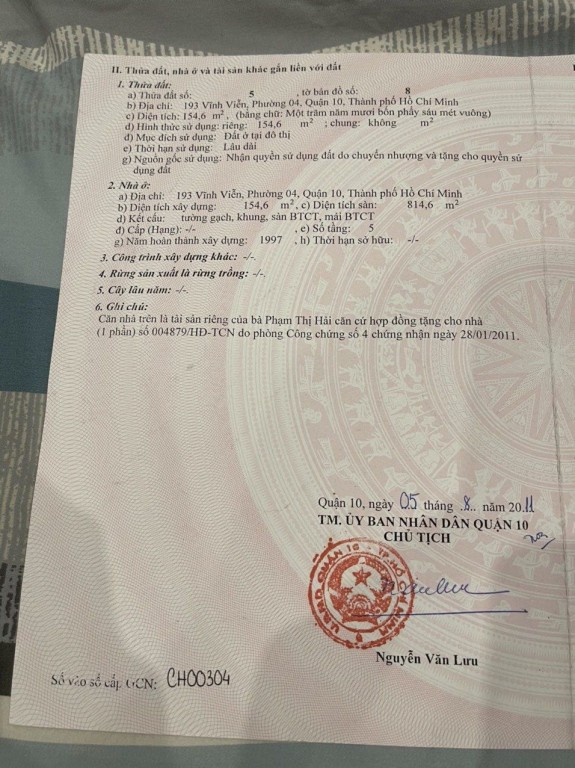 II. Thửa đất, nhà ở và tài sản khác gắn liền với đất
1. Thửa đất:
a) Thửa đất số: 5 , tờ bản đồ số: 8
b) Địa chỉ: 193 Vĩnh Viễn, Phường 04, Quận 10, Thành phố Hồ Chí Minh
c) Diện tích: 154,6 m², (bằng chữ: Một trăm năm mươi bốn phẩy sáu mét vuông)
d) Hình thức sử dụng: riêng: 154,6 m² ; chung: không m²
đ) Mục đích sử dụng: Đất ở tại đô thị
e) Thời hạn sử dụng: Lâu dài
g) Nguồn gốc sử dụng: Nhận quyền sử dụng đất do chuyển nhượng và tặng cho quyền sử
dụng đất
2. Nhà ở:
a) Địa chỉ: 193 Vĩnh Viễn, Phường 04, Quận 10, Thành phố Hồ Chí Minh
b) Diện tích xây dựng: 154,6 m², c) Diện tích sàn: 814,6 m²
d) Kết cấu: tường gạch, khung, sàn BTCT, mái BTCT
đ) Cấp (Hạng): -/- , e) Số tầng: 5
g) Năm hoàn thành xây dựng: 1997 , h) Thời hạn sở hữu: -/-
3. Công trình xây dựng khác: -/-.
4. Rừng sản xuất là rừng trồng: -/-.
5. Cây lâu năm: -/-.
6. Ghi chú:
Căn nhà trên là tài sản riêng của bà Phạm Thị Hải căn cứ hợp đồng tặng cho nhà
(1 phần) số 004879/HĐ-TCN do phòng Công chứng số 4 chứng nhận ngày 28/01/2011.
Quận 10, ngày 05 tháng .8.. năm 2011
TM. ỦY BAN NHÂN DÂN QUẬN 10
CHỦ TỊCH
U.B.N.D QUẬN 10 - T.P HỒ CHÍ MINH
Nguyễn Văn Lưu
Số vào sổ cấp GCN: CH00304